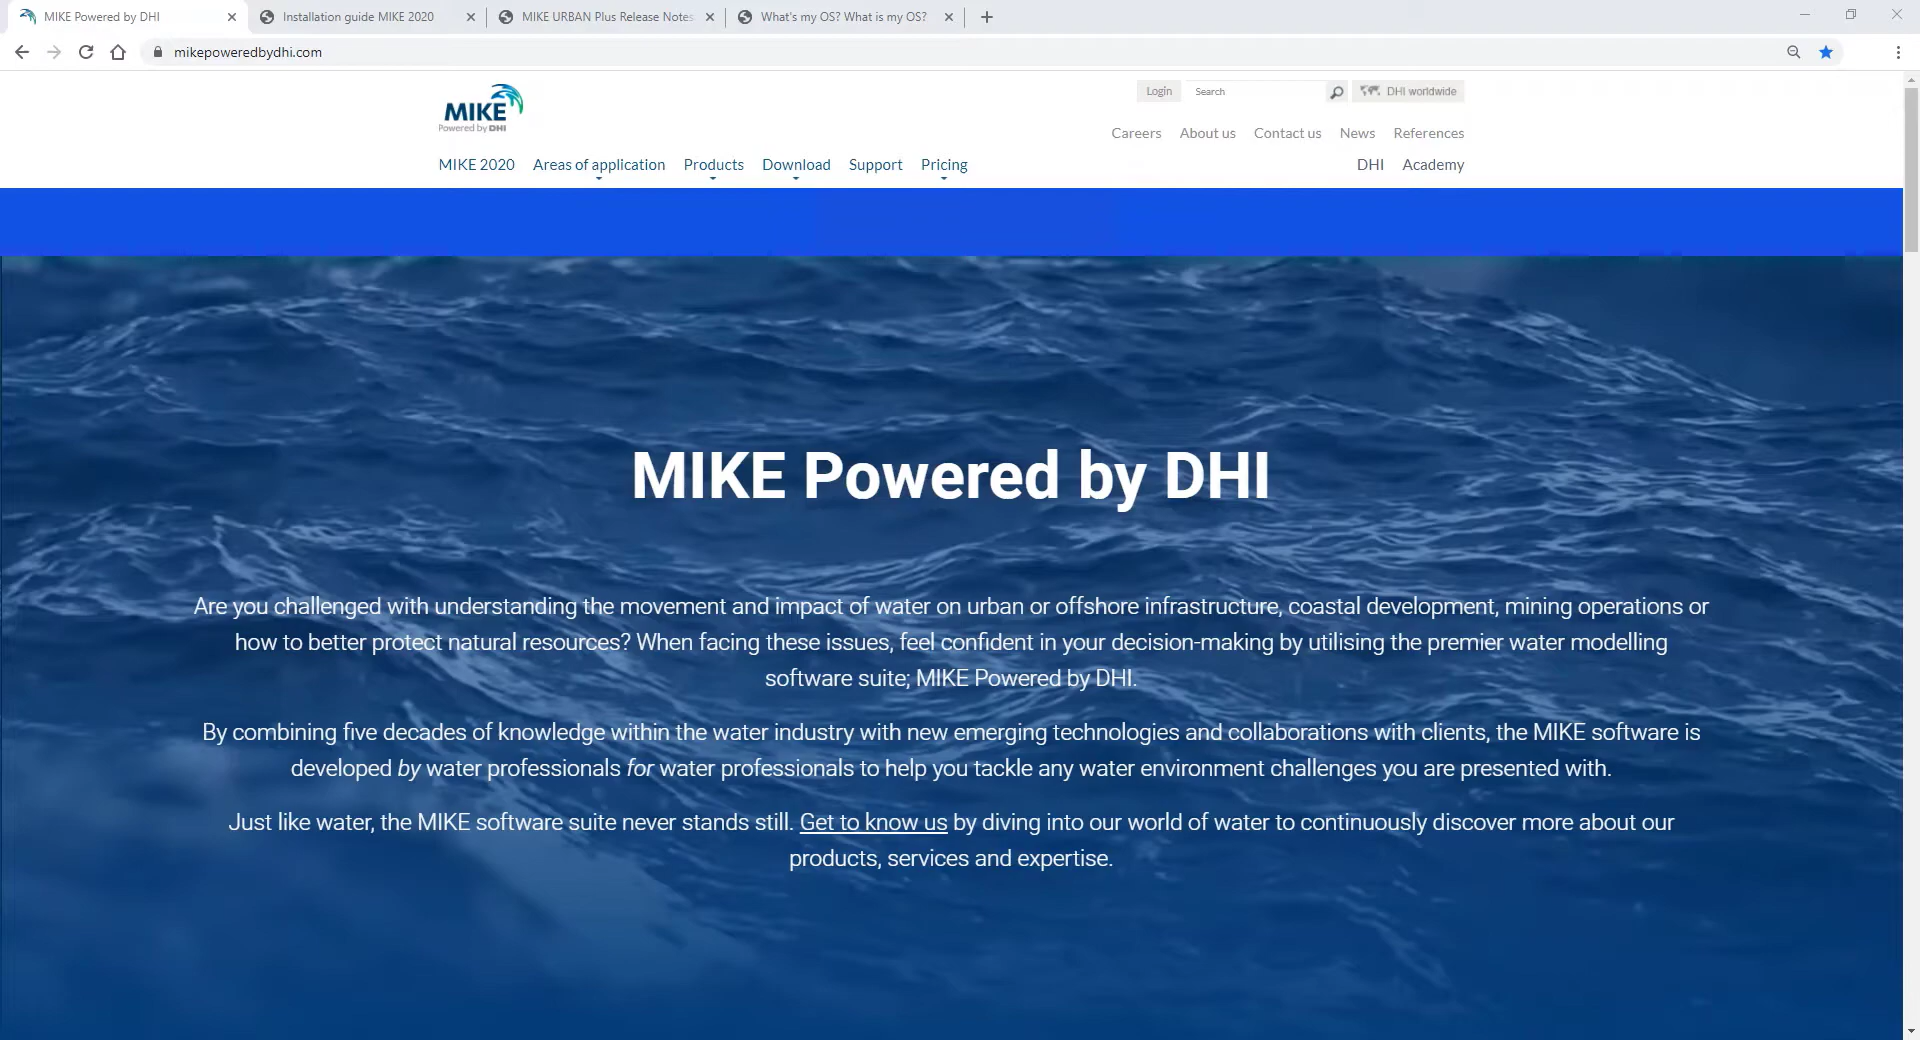 MIKE Powered by DHI
Installation guide MIKE 2020
MIKE URBAN Plus Release Notes
What's my OS? What is my OS?
mikepoweredbydhi.com
MIKE
Powered by DHI
Login
Search
DHI worldwide
Careers About us Contact us News References
MIKE 2020 Areas of application Products Download Support Pricing DHI Academy
MIKE Powered by DHI
Are you challenged with understanding the movement and impact of water on urban or offshore infrastructure, coastal development, mining operations or
how to better protect natural resources? When facing these issues, feel confident in your decision-making by utilising the premier water modelling
software suite; MIKE Powered by DHI.
By combining five decades of knowledge within the water industry with new emerging technologies and collaborations with clients, the MIKE software is
developed by water professionals for water professionals to help you tackle any water environment challenges you are presented with.
Just like water, the MIKE software suite never stands still. Get to know us by diving into our world of water to continuously discover more about our
products, services and expertise.